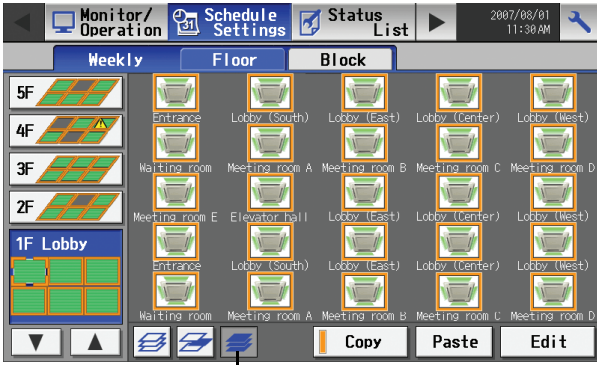 Monitor/
Operation
31
Schedule
Settings
Status
List
2007/08/01
11:30 AM
Weekly
Floor
Block
5F
4F
3F
2F
1F Lobby
Entrance
Lobby (South)
Lobby (East)
Lobby (Center)
Lobby (West)
Waiting room
Meeting room A
Meeting room B
Meeting room C
Meeting room D
Meeting room E
Elevator hall
Lobby (East)
Lobby (Center)
Lobby (West)
Entrance
Lobby (South)
Lobby (East)
Lobby (Center)
Lobby (West)
Waiting room
Meeting room A
Meeting room B
Meeting room C
Meeting room D
Copy
Paste
Edit